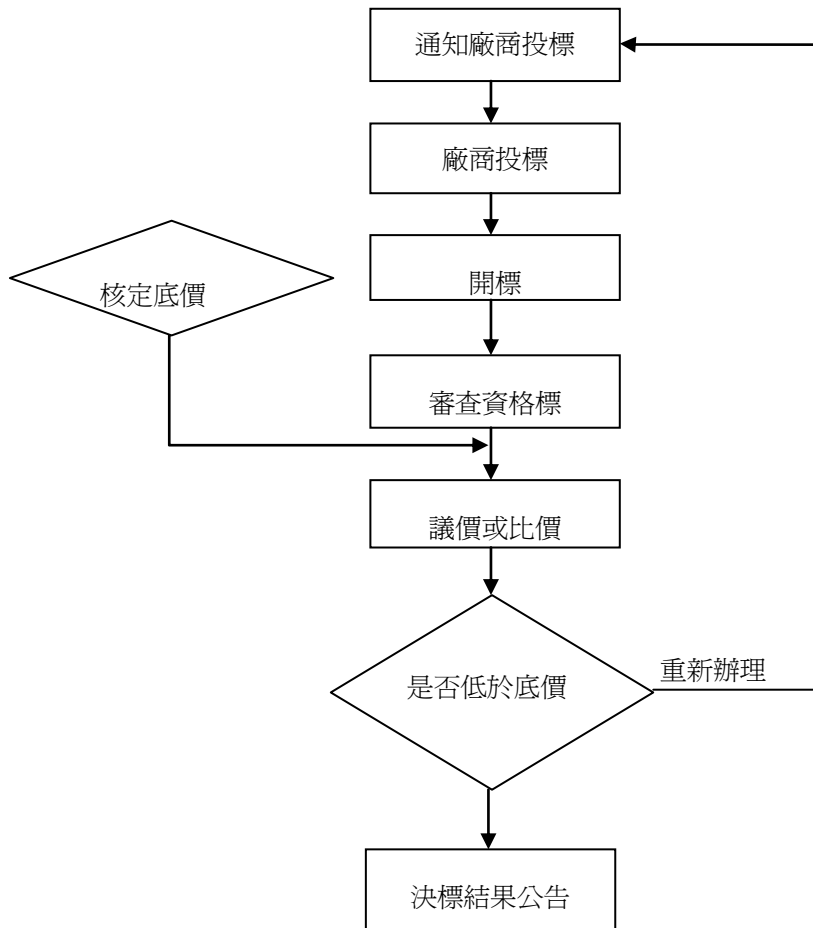 通知廠商投標
廠商投標
開標
核定底價
審查資格標
議價或比價
是否低於底價
重新辦理
決標結果公告